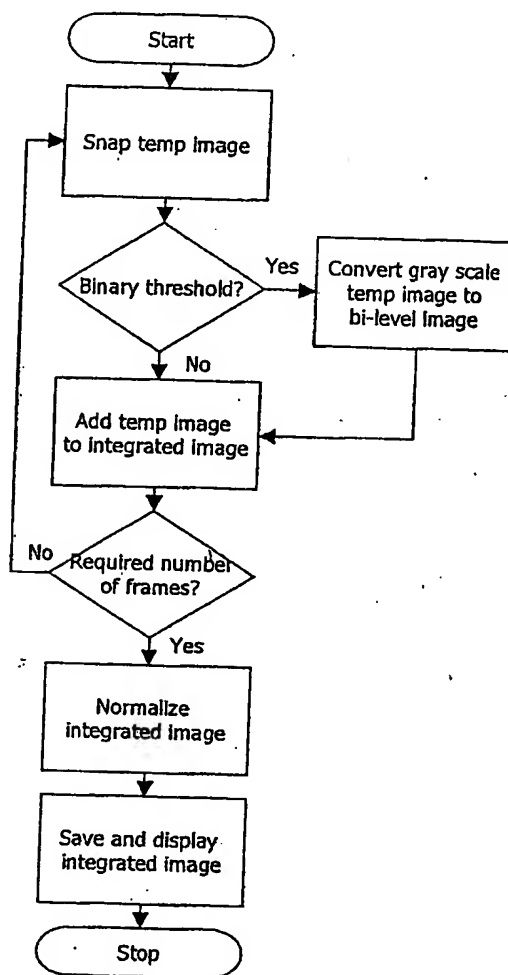 Start
Snap temp image
Binary threshold?
Yes
Convert gray scale
temp image to
bi-level image
No
Add temp image
to integrated image
No
Required number
of frames?
Yes
Normalize
integrated image
Save and display
integrated image
Stop